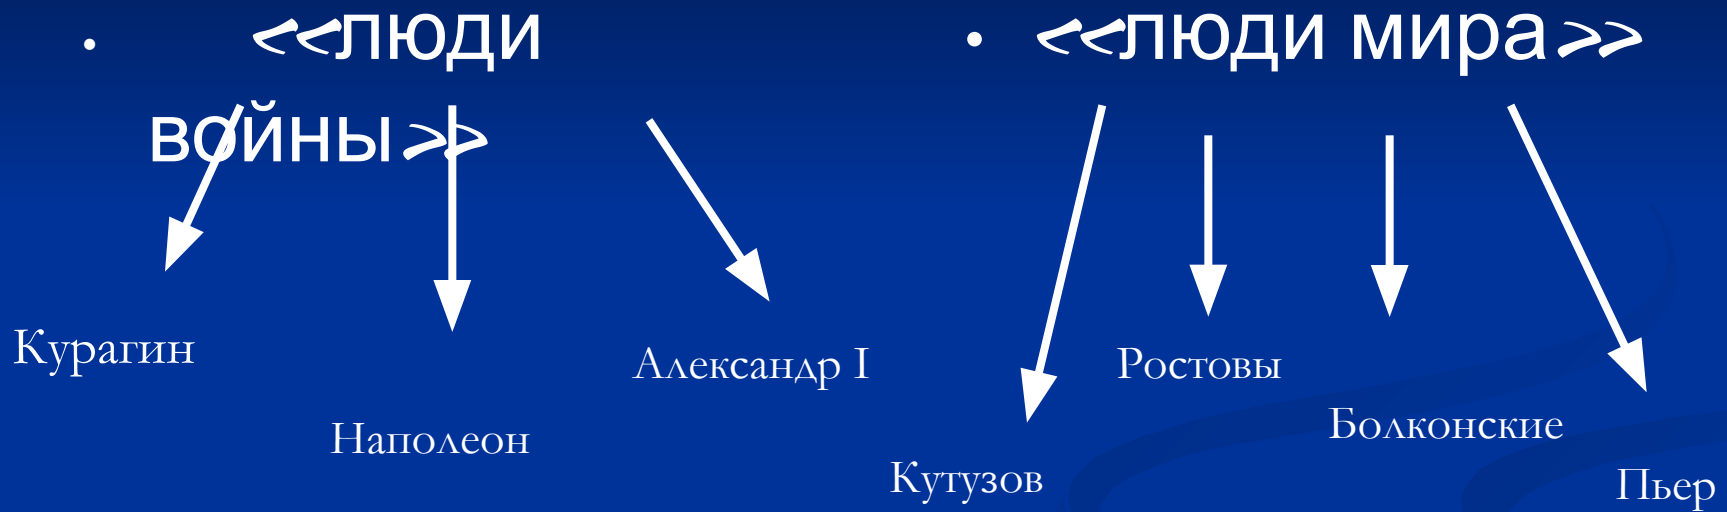 • <<люди
войны>>
• <<люди мира>>
Курагин
Наполеон
Александр I
Кутузов
Ростовы
Болконские
Пьер